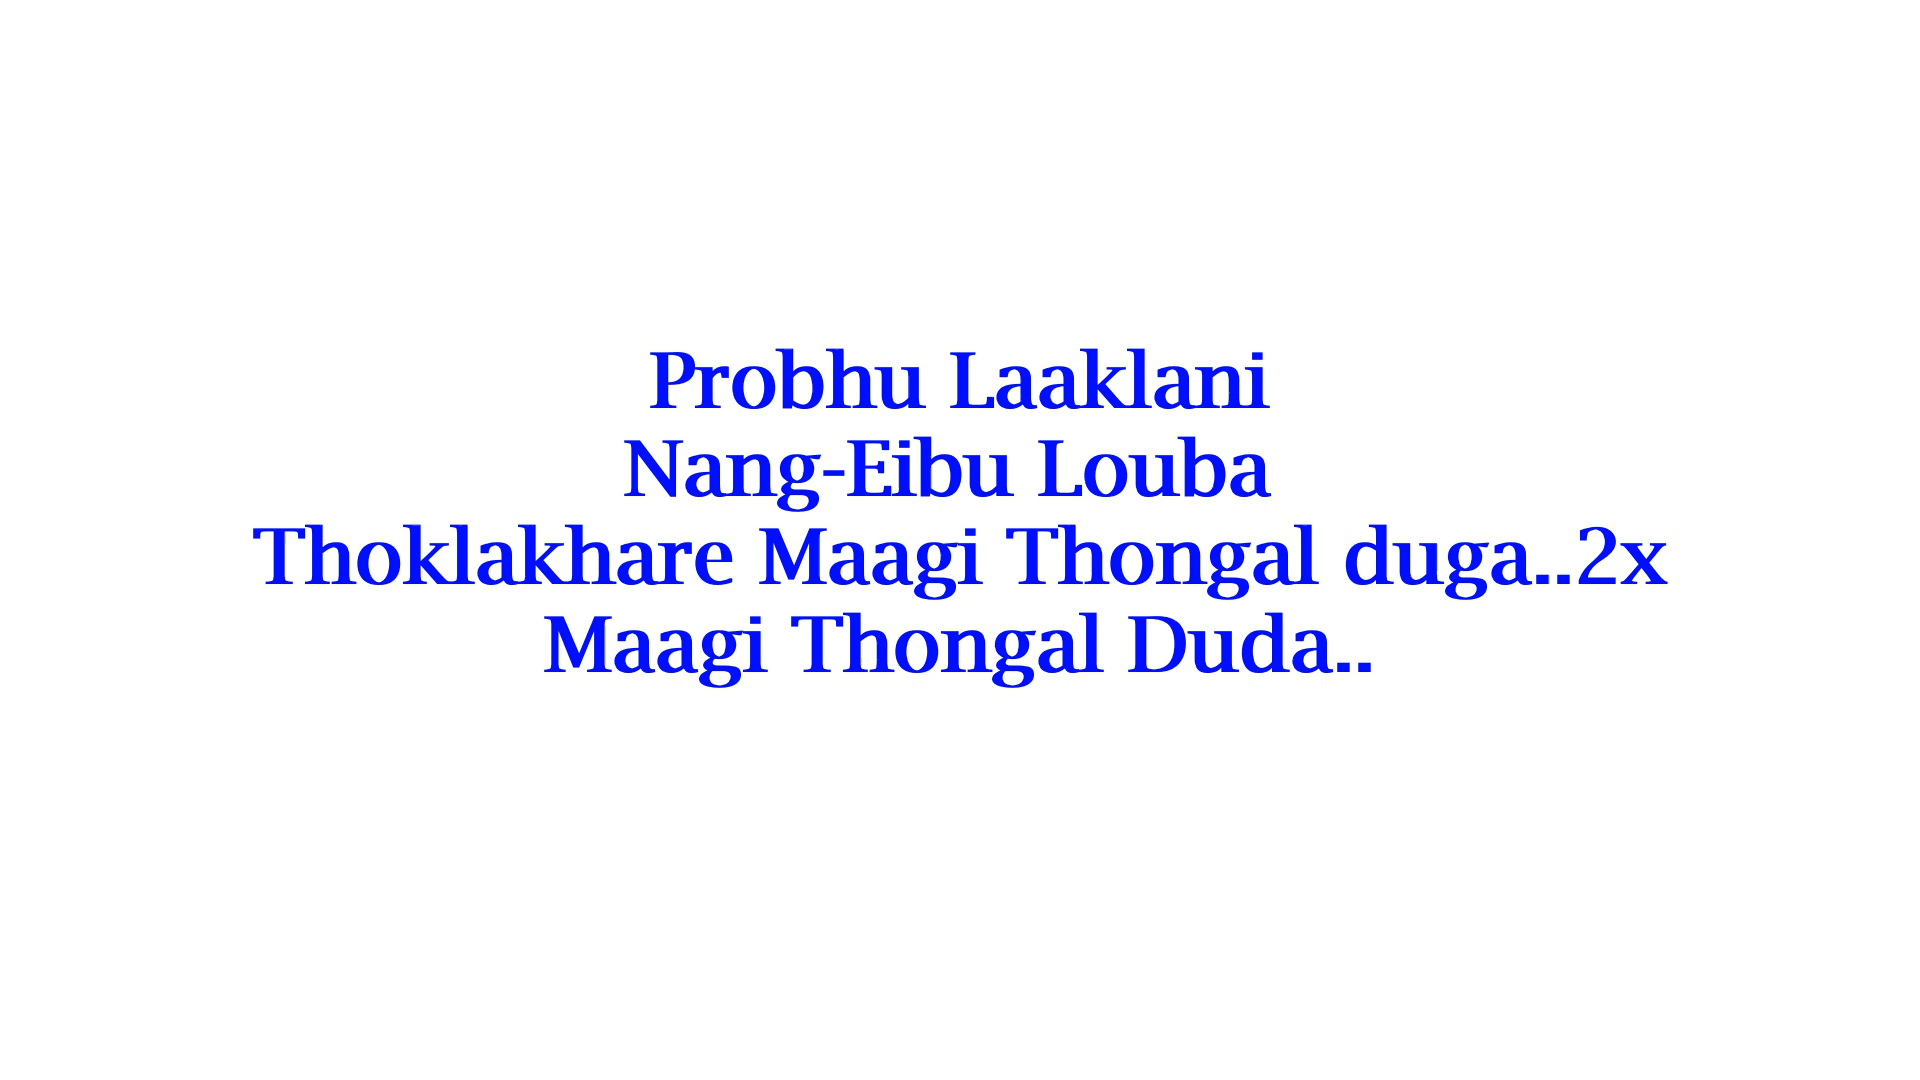 Probhu Laaklani
Nang-Eibu Louba
Thoklakhare Maagi Thongal duga..2x
Maagi Thongal Duda..